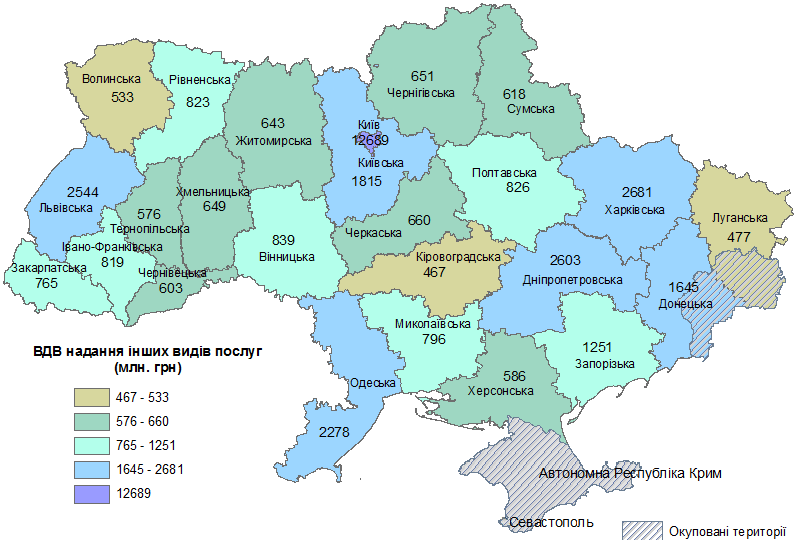 Волинська
533
Рівненська
823
643
Житомирська
Київ
12689
Київська
1815
651
Чернігівська
618
Сумська
2544
Львівська
576
Тернопільська
Хмельницька
649
Івано-Франківська
819
Закарпатська
765
Чернівецька
603
839
Вінницька
660
Черкаська
Полтавська
826
2681
Харківська
Луганська
477
Кіровоградська
467
2603
Дніпропетровська
1645
Донецька
Миколаївська
796
1251
Запорізька
586
Херсонська
Одеська
2278
Автономна Республіка Крим
Севастополь
ВДВ надання інших видів послуг
(млн. грн)
467 - 533
576 - 660
765 - 1251
1645 - 2681
12689
Окуповані території